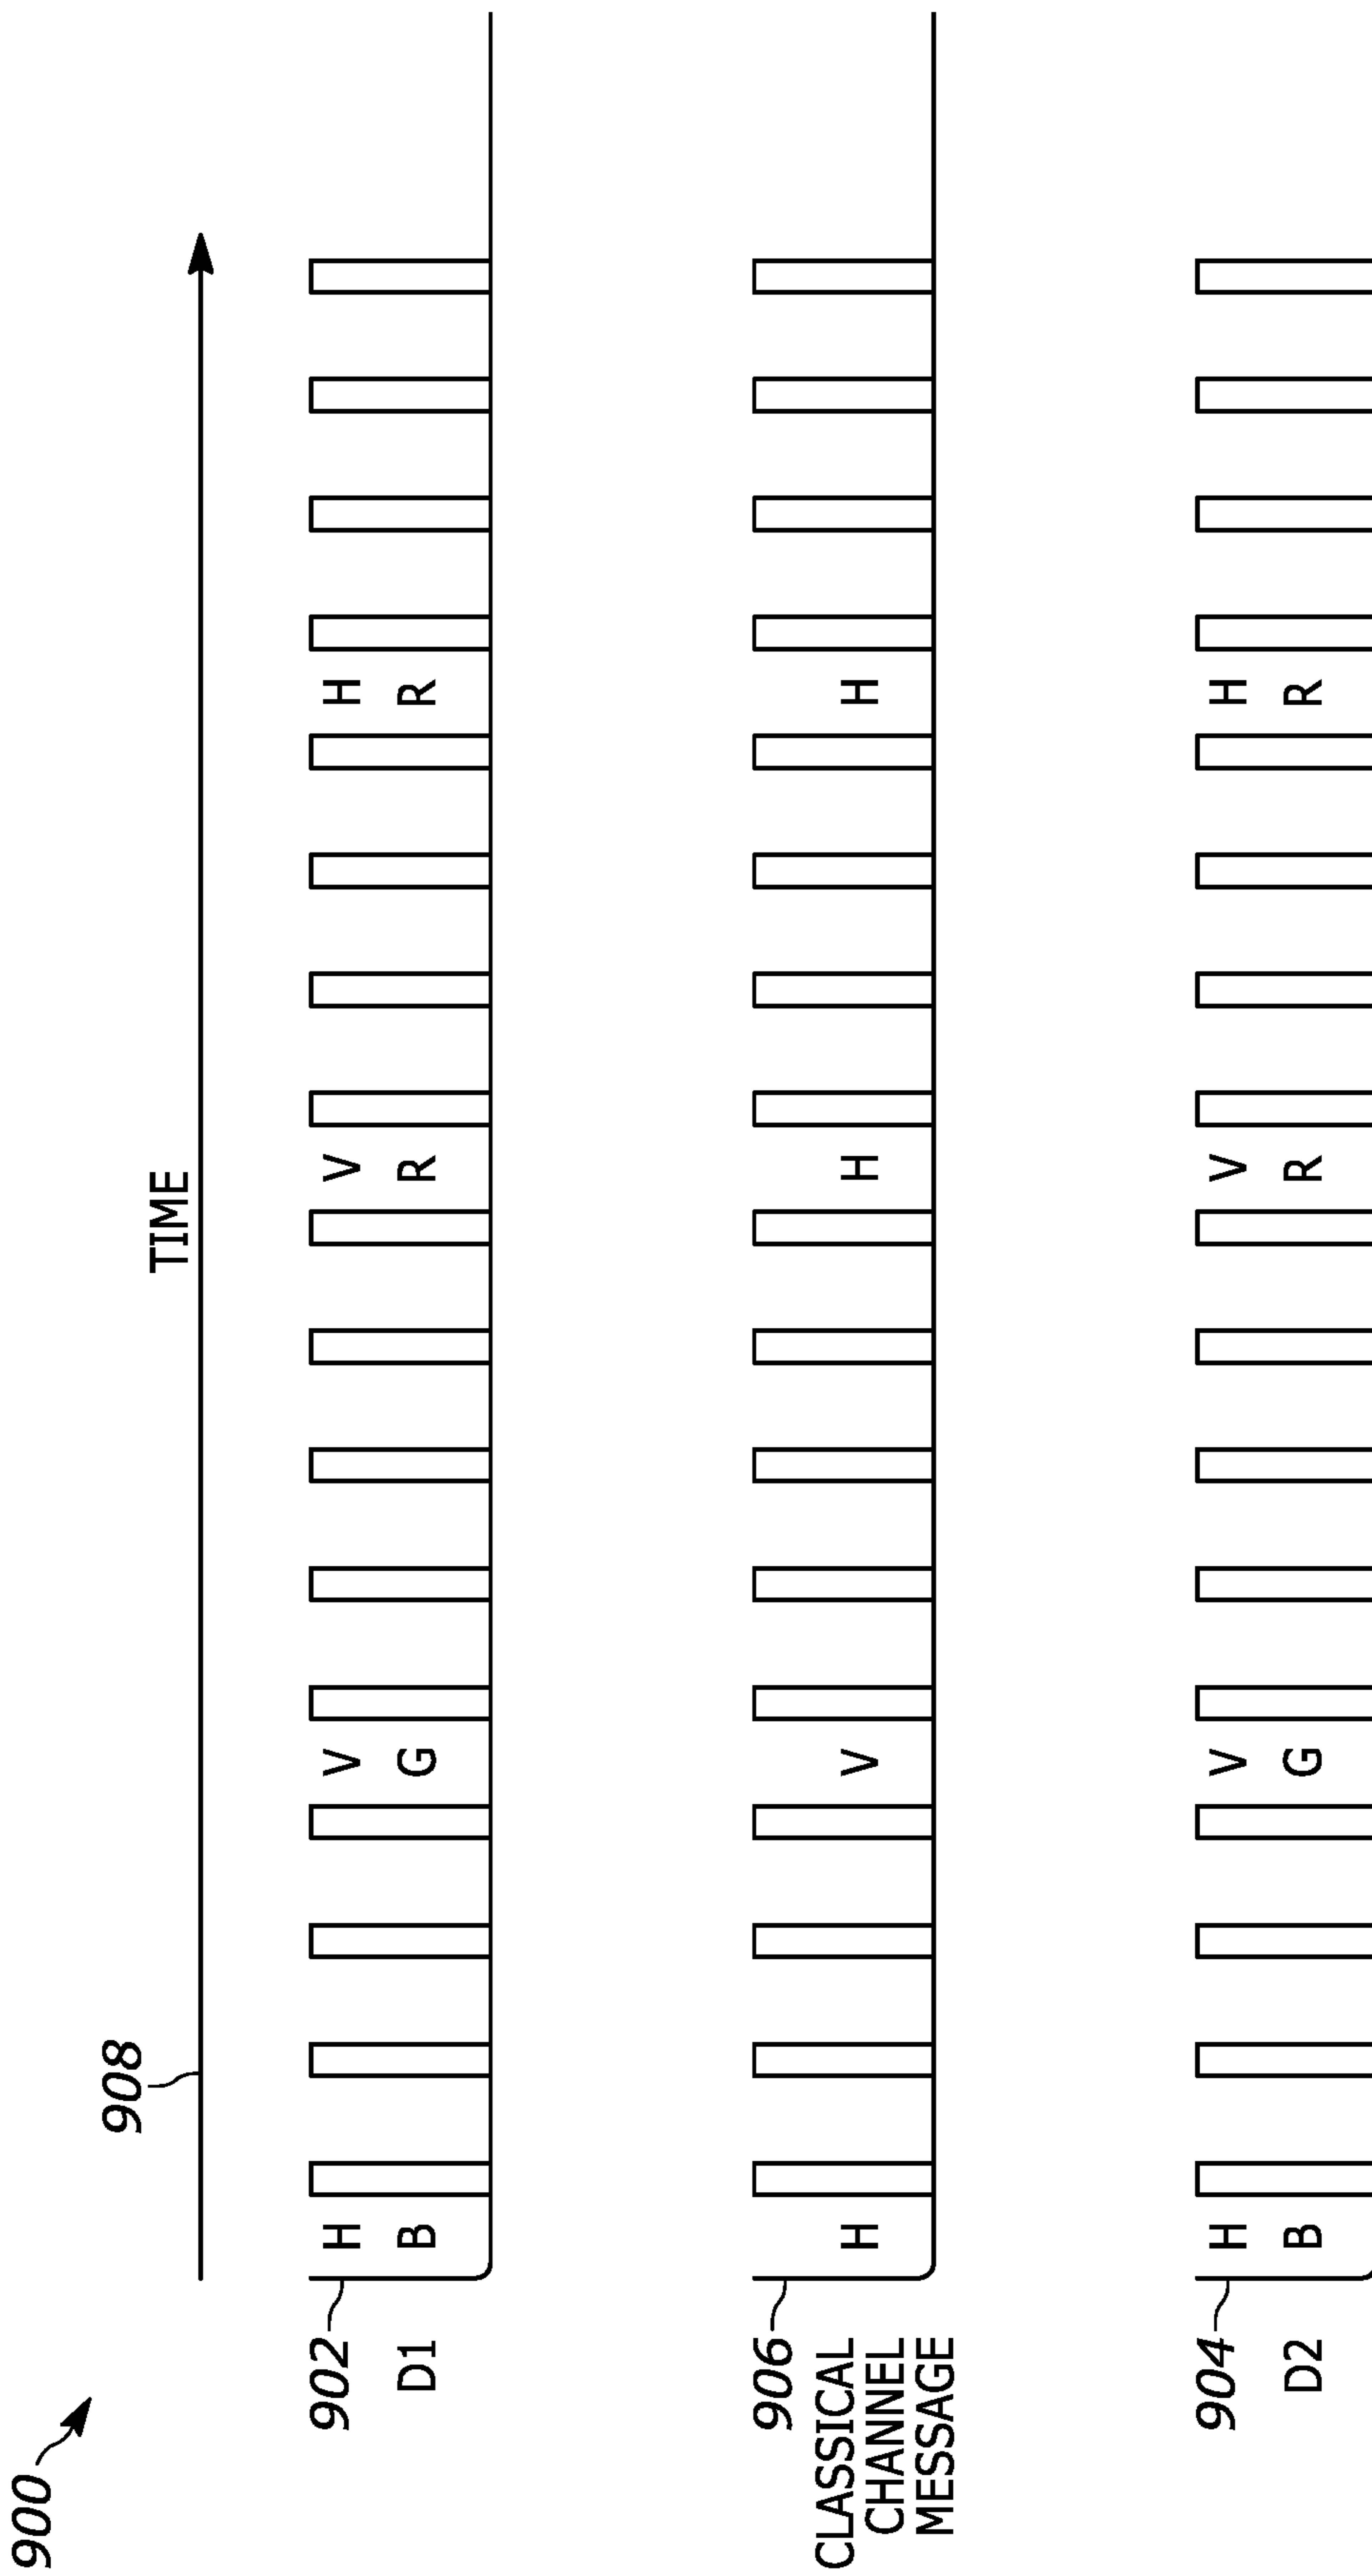 900
908
TIME
902
H V V H
D1 B G R R
906
CLASSICAL
CHANNEL
MESSAGE
H V H H
904
H V V H
D2 B G R R